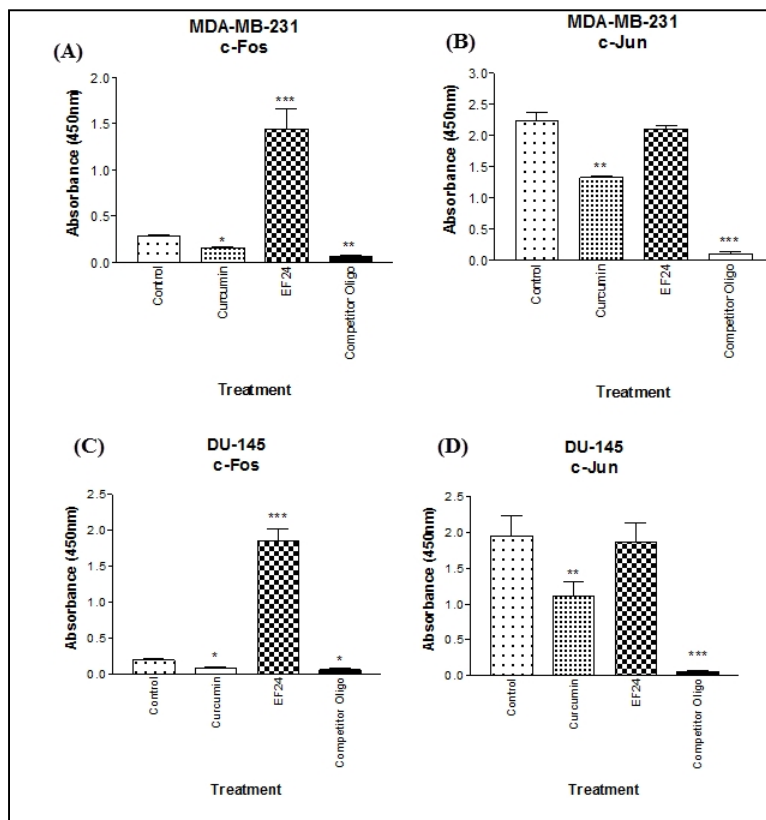 (A)
MDA-MB-231
c-Fos
Absorbance (450nm)
2.0
1.5
1.0
0.5
0.0
***
*
**
Control
Curcumin
EF24
Competitor Oligo
Treatment
(B)
MDA-MB-231
c-Jun
Absorbance (450nm)
3.0
2.5
2.0
1.5
1.0
0.5
0.0
**
***
Control
Curcumin
EF24
Competitor Oligo
Treatment
(C)
DU-145
c-Fos
Absorbance (450nm)
2.5
2.0
1.5
1.0
0.5
0.0
***
*
*
Control
Curcumin
EF24
Competitor Oligo
Treatment
(D)
DU-145
c-Jun
Absorbance (450nm)
2.5
2.0
1.5
1.0
0.5
0.0
**
***
Control
Curcumin
EF24
Competitor Oligo
Treatment